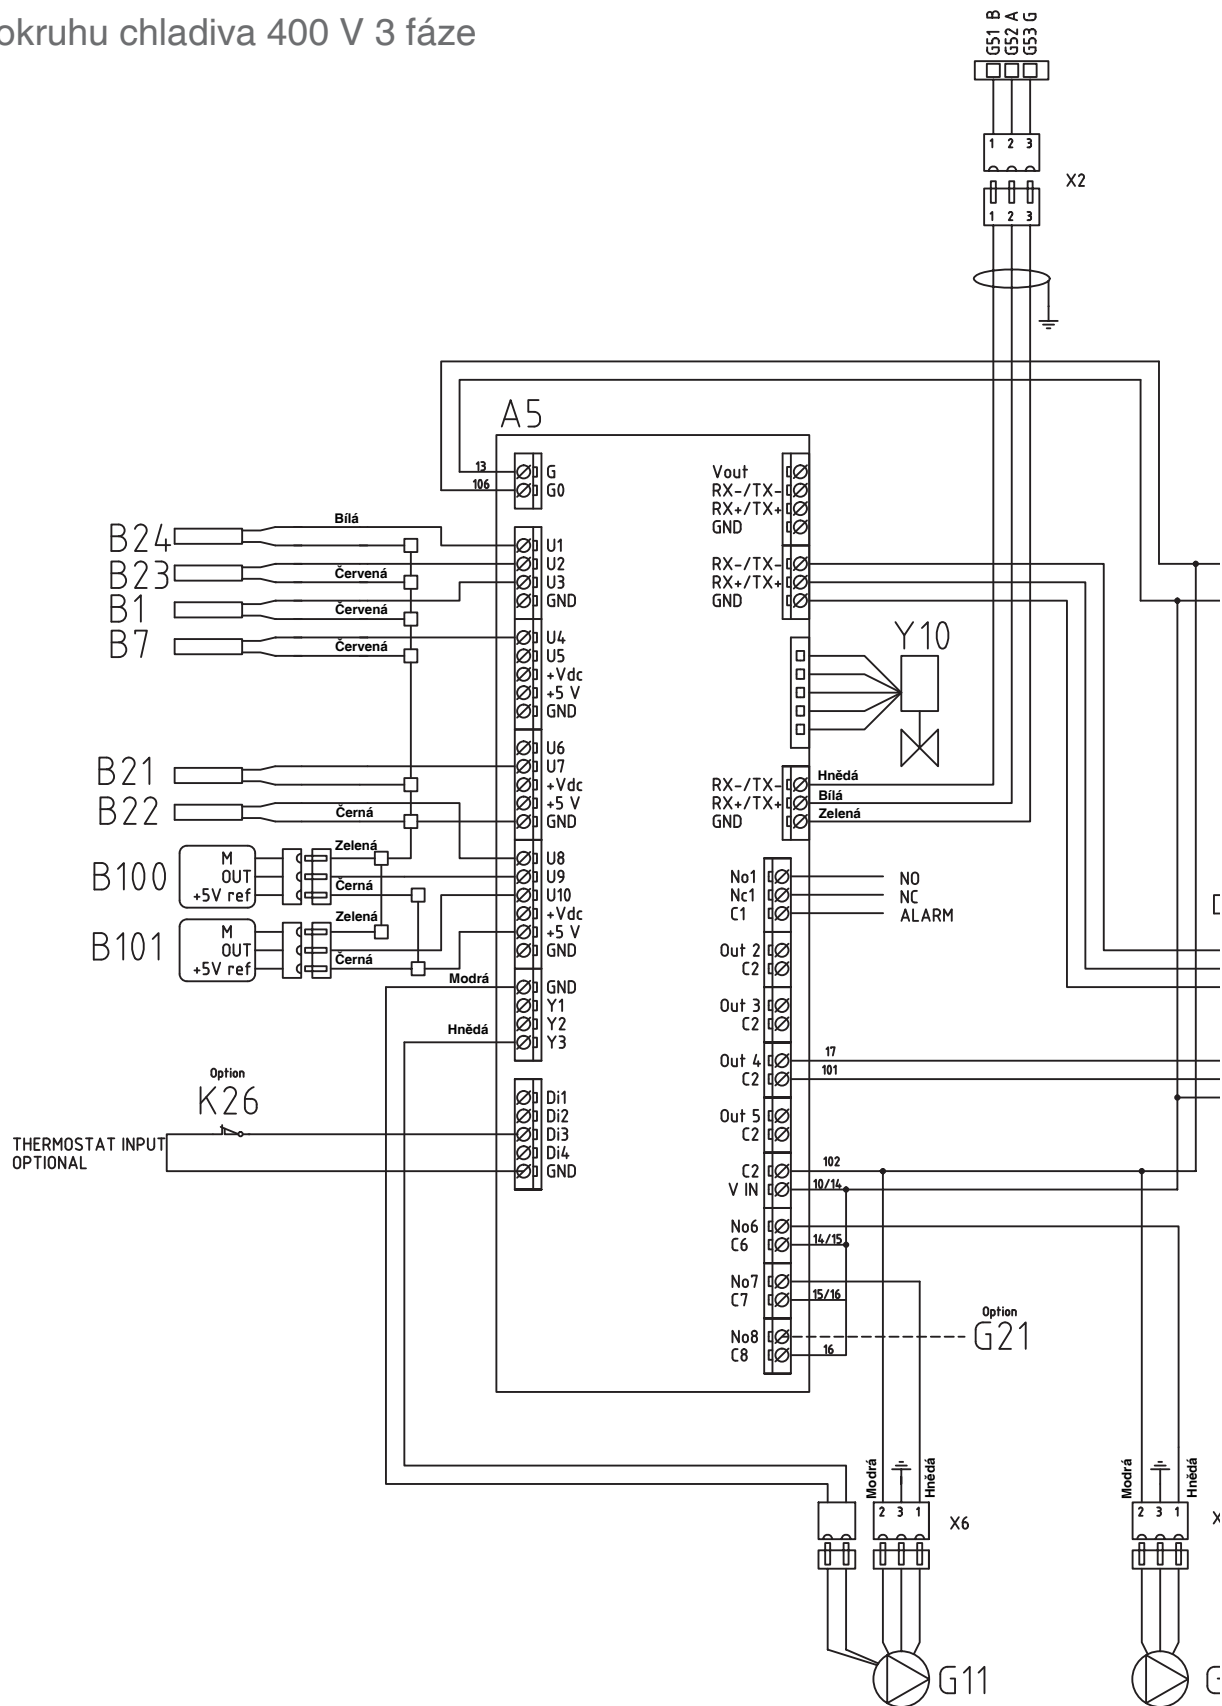 okruhu chladiva 400 V 3 fáze
G51 B
G52 A
G53 G
1 2 3
X2
1 2 3
A5
13 G
106 G0
Vout
RX-/TX-
RX+/TX+
GND
B24
Bílá
U1
B23
Červená
U2
U3
B1
Červená
GND
B7
Červená
U4
U5
+Vdc
+5 V
GND
RX-/TX-
RX+/TX+
GND
Y10
B21
U6
U7
+Vdc
B22
Černá
+5 V
GND
RX-/TX- Hnědá
RX+/TX+ Bílá
GND Zelená
B100
M
OUT
+5V ref
Zelená
Černá
U8
U9
U10
+Vdc
B101
M
OUT
+5V ref
Zelená
Černá
+5 V
GND
No1 NO
Nc1 NC
C1 ALARM
Out 2
C2
Modrá GND
Y1
Y2
Hnědá Y3
Out 3
C2
Out 4 17
C2 101
Option
K26
THERMOSTAT INPUT
OPTIONAL
Di1
Di2
Di3
Di4
GND
Out 5
C2
C2 102
V IN 10/14
No6
C6 14/15
No7
C7 15/16
No8
C8 16
Option
G21
Modrá
Hnědá
2 3 1
X6
G11
Modrá
Hnědá
2 3 1
X
G